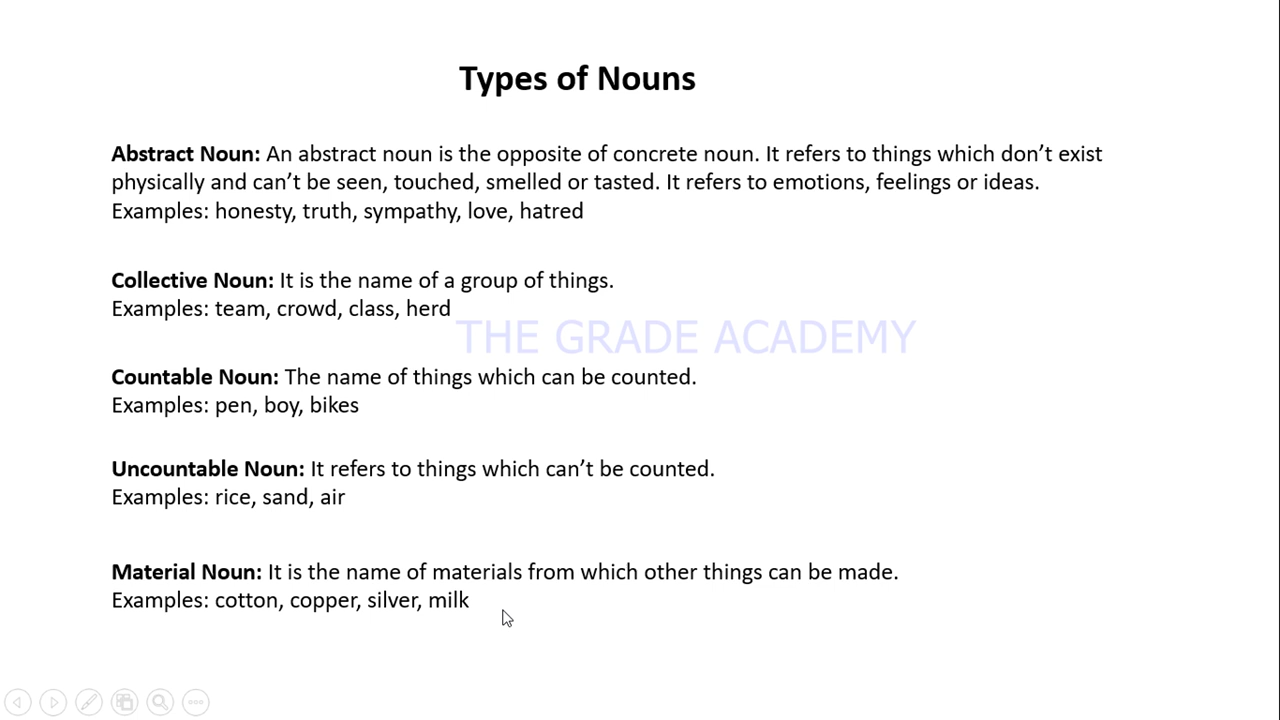 Types of Nouns
Abstract Noun: An abstract noun is the opposite of concrete noun. It refers to things which don’t exist
physically and can’t be seen, touched, smelled or tasted. It refers to emotions, feelings or ideas.
Examples: honesty, truth, sympathy, love, hatred
Collective Noun: It is the name of a group of things.
Examples: team, crowd, class, herd
THE GRADE ACADEMY
Countable Noun: The name of things which can be counted.
Examples: pen, boy, bikes
Uncountable Noun: It refers to things which can’t be counted.
Examples: rice, sand, air
Material Noun: It is the name of materials from which other things can be made.
Examples: cotton, copper, silver, milk